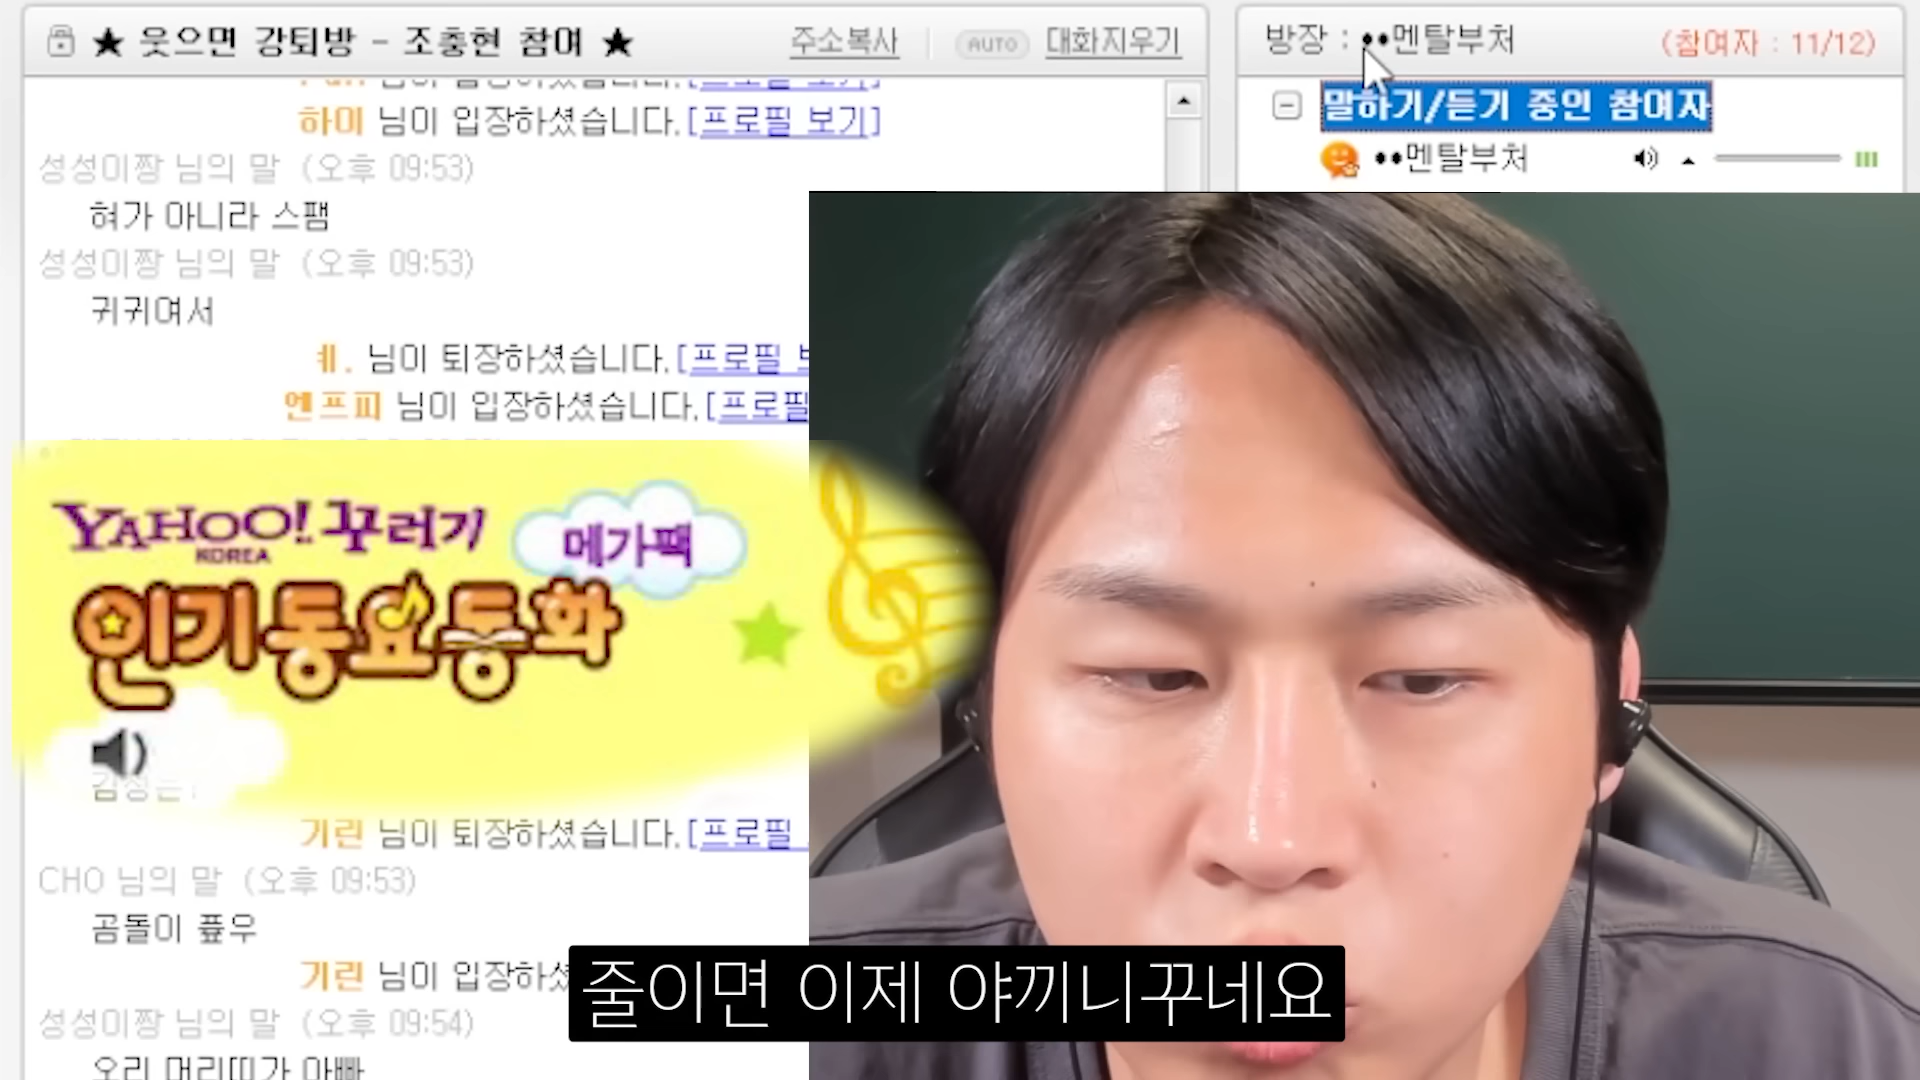 ★ 웃으면 강퇴방 - 조충현 참여 ★
주소복사
AUTO
대화지우기
하이 님이 입장하셨습니다.[프로필 보기]
성성이짱 님의 말 (오후 09:53)
혀가 아니라 스팸
성성이짱 님의 말 (오후 09:53)
귀귀여서
님이 퇴장하셨습니다.[프로필
엔프피 님이 입장하셨습니다.[프로필
YAHOO! 꾸러기
KOREA
메가팩
인기동요동화
기린 님이 퇴장하셨습니다.[프로필
CHO 님의 말 (오후 09:53)
곰돌이 푶우
기린 님이 입장하셨
성성이짱 님의 말 (오후 09:54)
오리 머리띠가 아빠
방장 : ••멘탈부처
(참여자 : 11/12)
말하기/듣기 중인 참여자
••멘탈부처
줄이면 이제 야끼니꾸네요